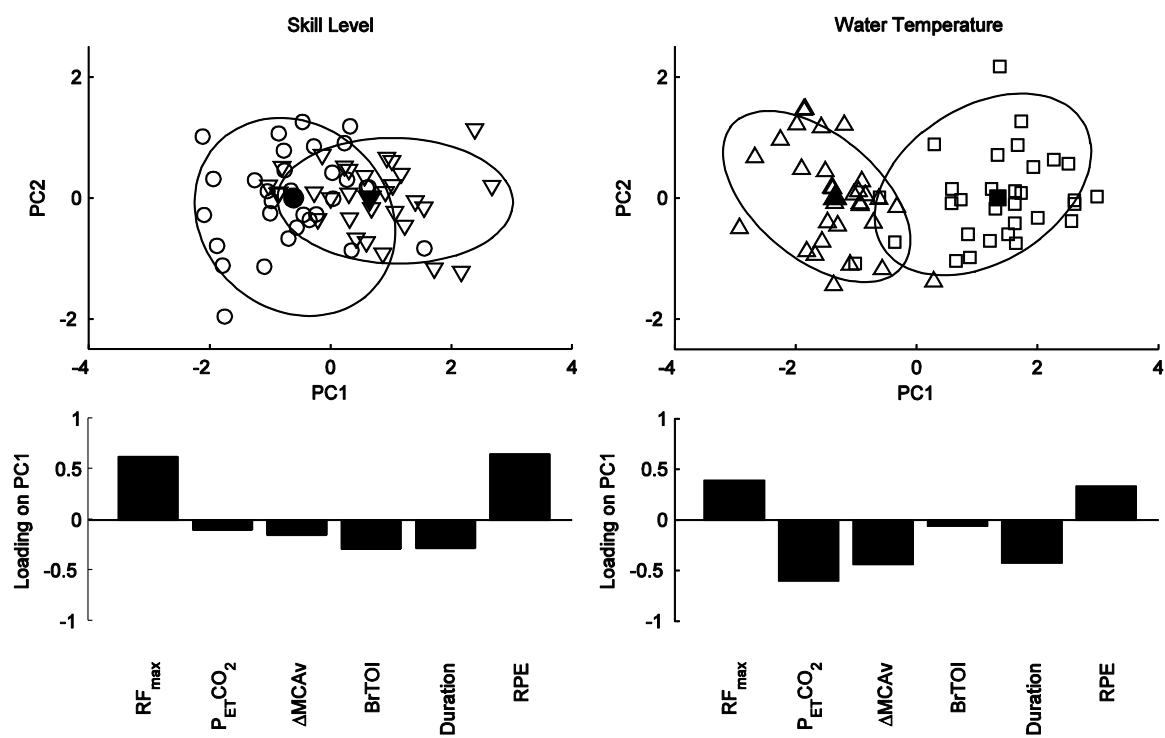 Skill Level
2
0
-2
PC2
-4
-2
0
2
4
PC1
Water Temperature
2
0
-2
PC2
-4
-2
0
2
4
PC1
1
0.5
0
-0.5
-1
Loading on PC1
RFmax
PETCO2
ΔMCAv
BrTOI
Duration
RPE
1
0.5
0
-0.5
-1
Loading on PC1
RFmax
PETCO2
ΔMCAv
BrTOI
Duration
RPE